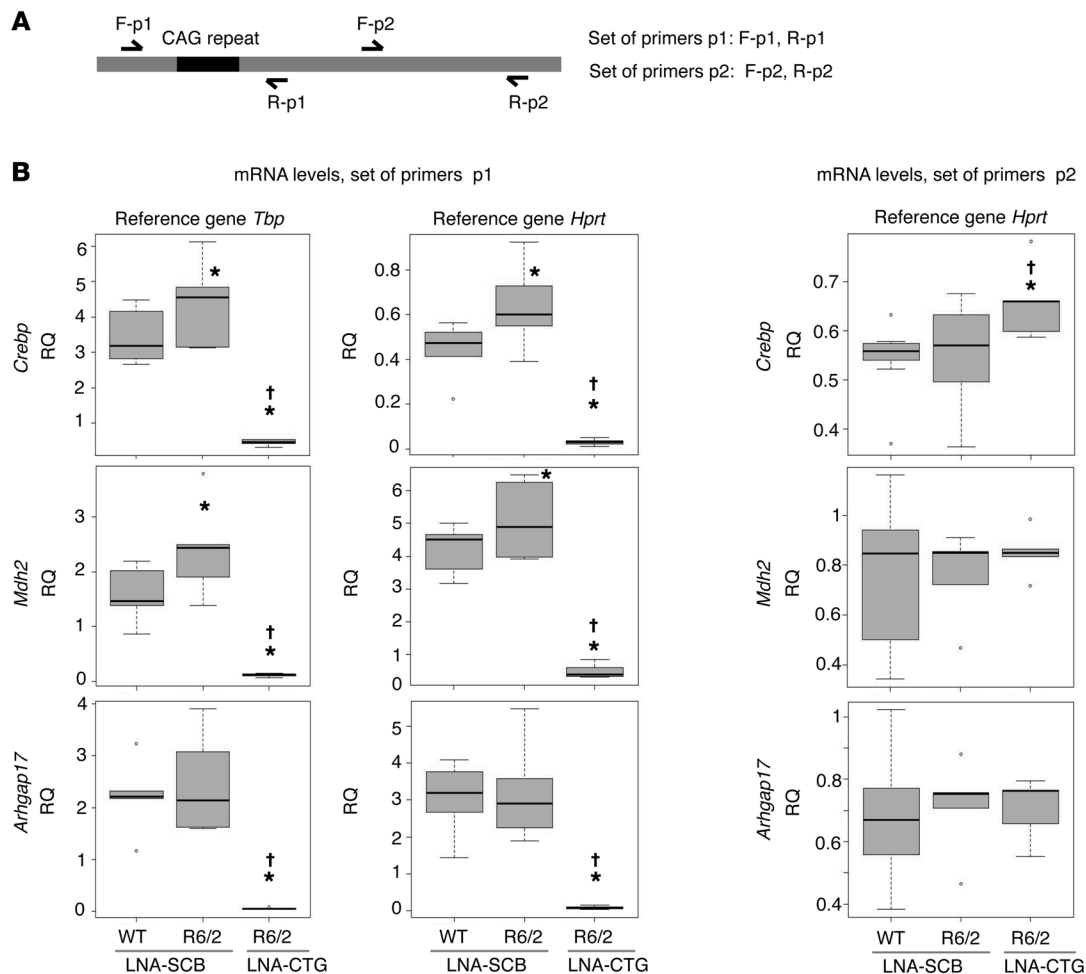 A
F-p1
F-p2
CAG repeat
R-p1
R-p2
Set of primers p1: F-p1, R-p1
Set of primers p2: F-p2, R-p2
B
mRNA levels, set of primers p1
mRNA levels, set of primers p2
Reference gene Tbp
Reference gene Hprt
Reference gene Hprt
Crebp
RQ
6
5
4
3
2
1
*
†
*
RQ
0.8
0.6
0.4
0.2
0
*
†
*
Crebp
RQ
0.7
0.6
0.5
0.4
†
*
Mdh2
RQ
3
2
1
0
*
†
*
RQ
6
5
4
3
2
1
0
*
†
*
Mdh2
RQ
1
0.8
0.6
0.4
Arhgap17
RQ
4
3
2
1
0
†
*
RQ
5
4
3
2
1
0
†
*
Arhgap17
RQ
1
0.8
0.6
0.4
WT R6/2 R6/2
LNA-SCB LNA-CTG
WT R6/2 R6/2
LNA-SCB LNA-CTG
WT R6/2 R6/2
LNA-SCB LNA-CTG